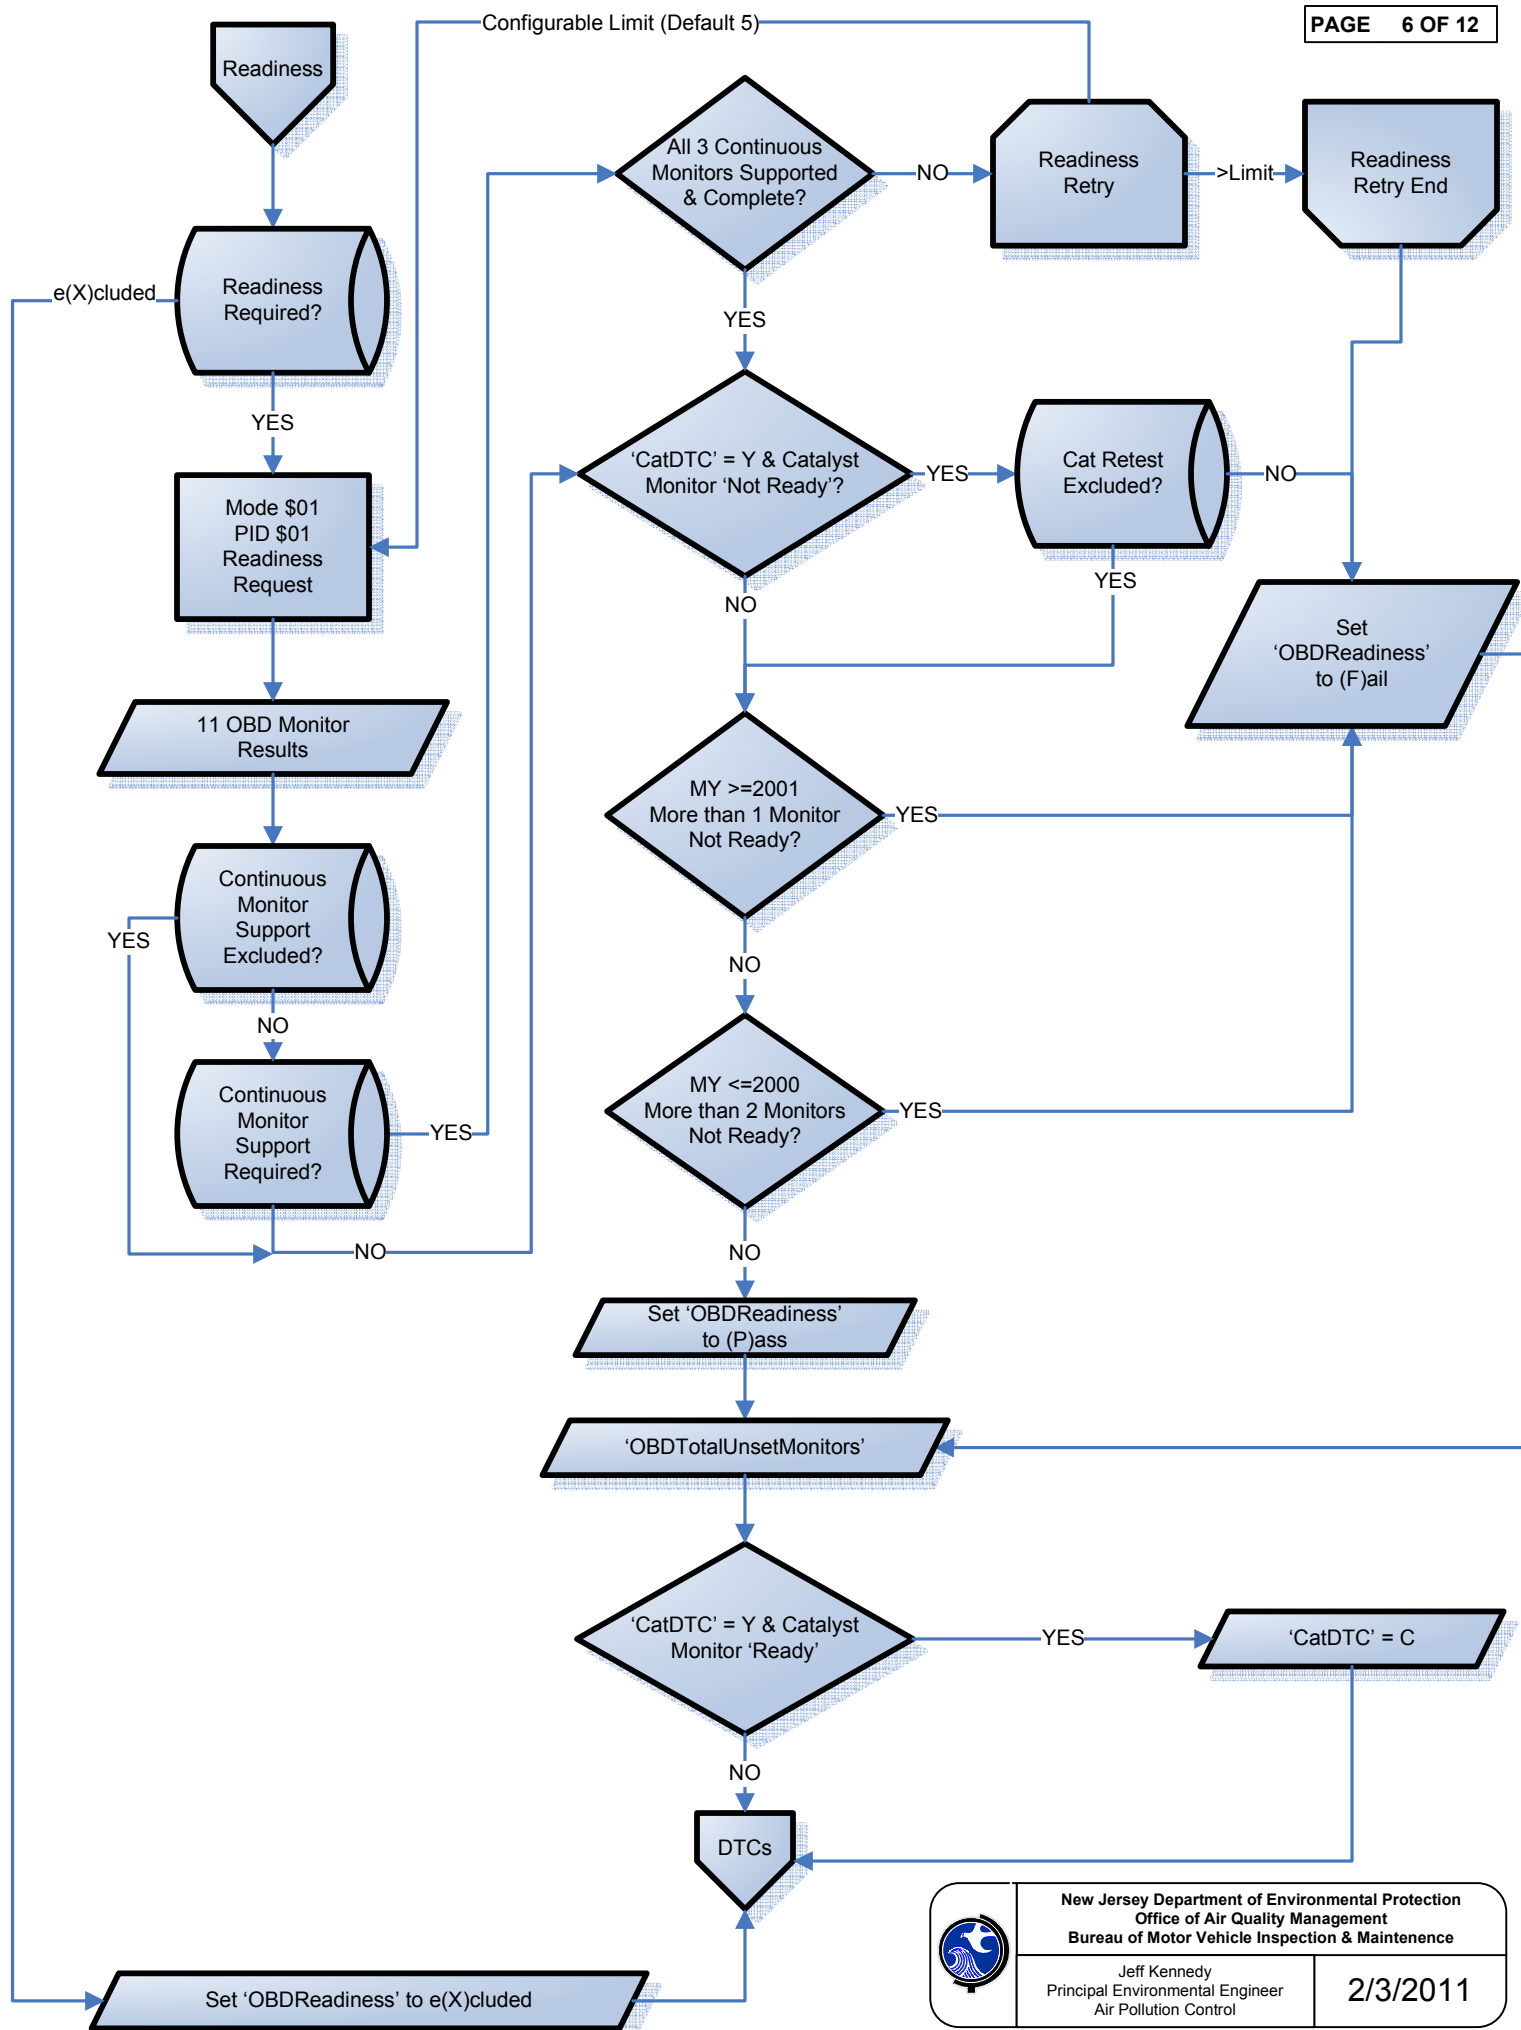 PAGE 6 OF 12
Configurable Limit (Default 5)
Readiness
All 3 Continuous
Monitors Supported
& Complete?
NO
Readiness
Retry
>Limit
Readiness
Retry End
e(X)cluded
Readiness
Required?
YES
YES
Mode $01
PID $01
Readiness
Request
‘CatDTC’ = Y & Catalyst
Monitor ‘Not Ready’?
YES
Cat Retest
Excluded?
NO
YES
NO
Set
‘OBDReadiness’
to (F)ail
11 OBD Monitor
Results
MY >=2001
More than 1 Monitor
Not Ready?
YES
Continuous
Monitor
Support
Excluded?
YES
NO
NO
Continuous
Monitor
Support
Required?
YES
NO
MY <=2000
More than 2 Monitors
Not Ready?
YES
NO
Set ‘OBDReadiness’
to (P)ass
‘OBDTotalUnsetMonitors’
‘CatDTC’ = Y & Catalyst
Monitor ‘Ready’
YES
‘CatDTC’ = C
NO
DTCs
Set ‘OBDReadiness’ to e(X)cluded
New Jersey Department of Environmental Protection
Office of Air Quality Management
Bureau of Motor Vehicle Inspection & Maintenence
Jeff Kennedy
Principal Environmental Engineer
Air Pollution Control
2/3/2011